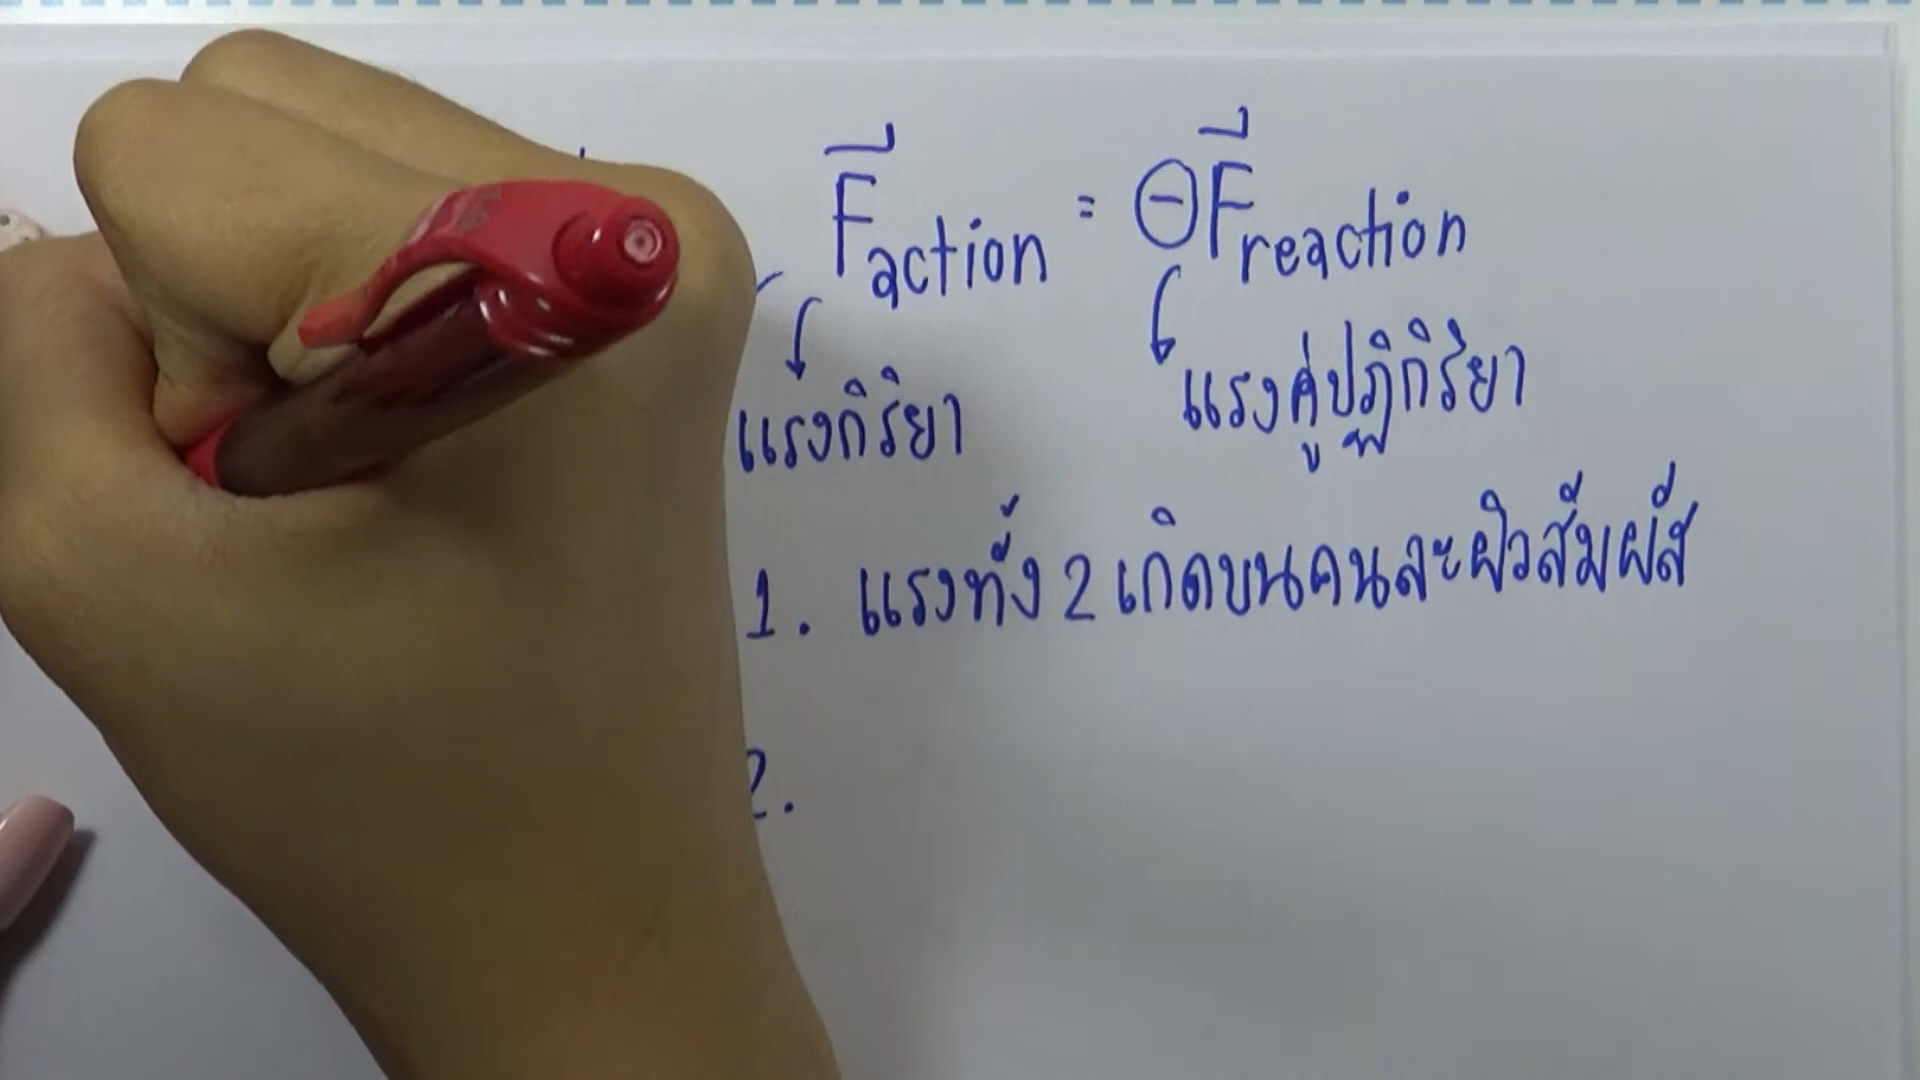 F⃗action = ⊖F⃗reaction
แรงกิริยา แรงคู่ปฏิกิริยา
1. แรงทั้ง 2 เกิดบนคนละผิวสัมผัส
2.